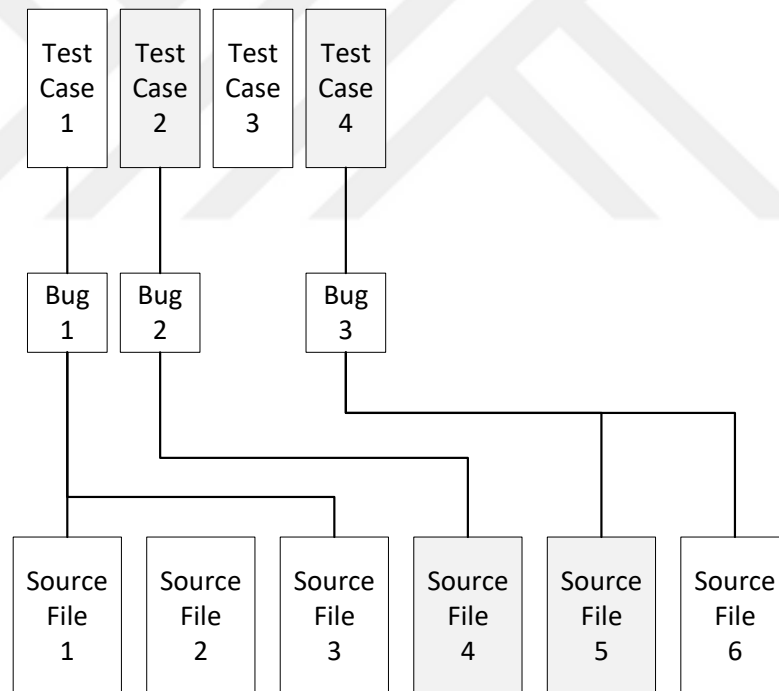 Test
Case
1
Test
Case
2
Test
Case
3
Test
Case
4
Bug
1
Bug
2
Bug
3
Source
File
1
Source
File
2
Source
File
3
Source
File
4
Source
File
5
Source
File
6